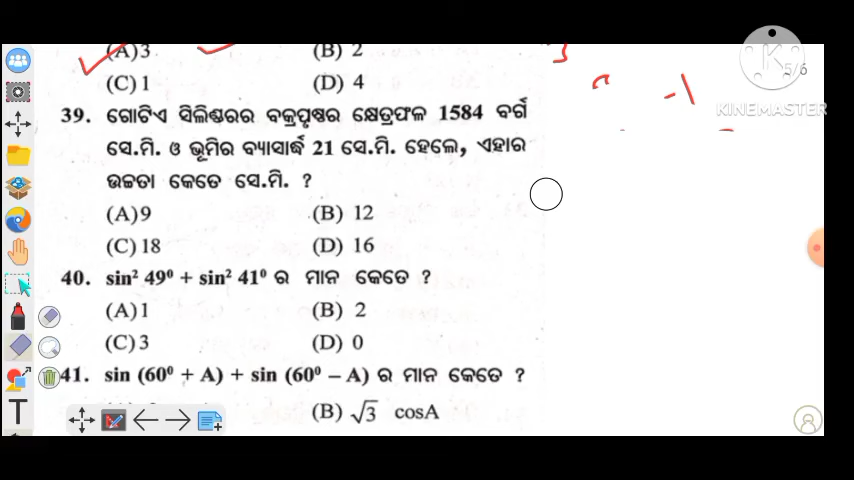 (A) 3 (B) 2
5/6
(C) 1 (D) 4
KINEMASTER
39. ଗୋଟିଏ ସିଲିଣ୍ଡରର ବକ୍ରପୃଷ୍ଠର କ୍ଷେତ୍ରଫଳ 1584 ବର୍ଗ
ସେ.ମି. ଓ ଭୂମିର ବ୍ୟାସାର୍ଦ୍ଧ 21 ସେ.ମି. ହେଲେ, ଏହାର
ଉଚ୍ଚତା କେତେ ସେ.ମି. ?
(A) 9 (B) 12
(C) 18 (D) 16
40. sin² 49⁰ + sin² 41⁰ ର ମାନ କେତେ ?
(A) 1 (B) 2
(C) 3 (D) 0
41. sin (60⁰ + A) + sin (60⁰ – A) ର ମାନ କେତେ ?
(B) √3 cosA